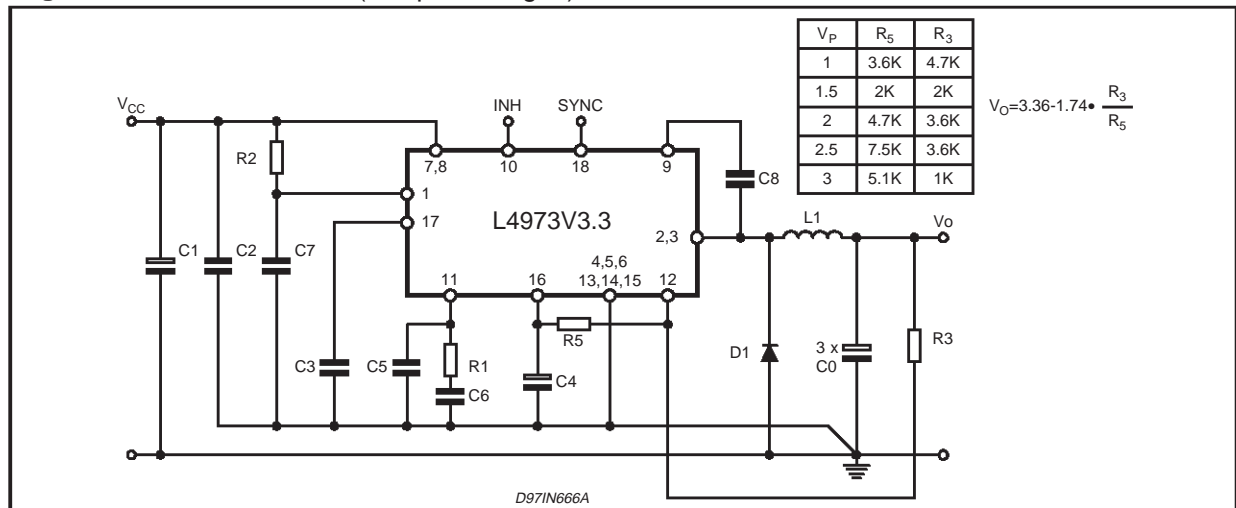 V_P R_5 R_3
1 3.6K 4.7K
1.5 2K 2K
2 4.7K 3.6K
2.5 7.5K 3.6K
3 5.1K 1K
V_O=3.36-1.74• R_3
R_5
V_CC
INH SYNC
R2
7,8 10 18 9
C8
1
17
L4973V3.3
L1
Vo
2,3
C1 C2 C7
4,5,6
11 16 13,14,15 12
R5
R3
D1
3 x
C0
C3 C5 R1
C4
C6
D97IN666A